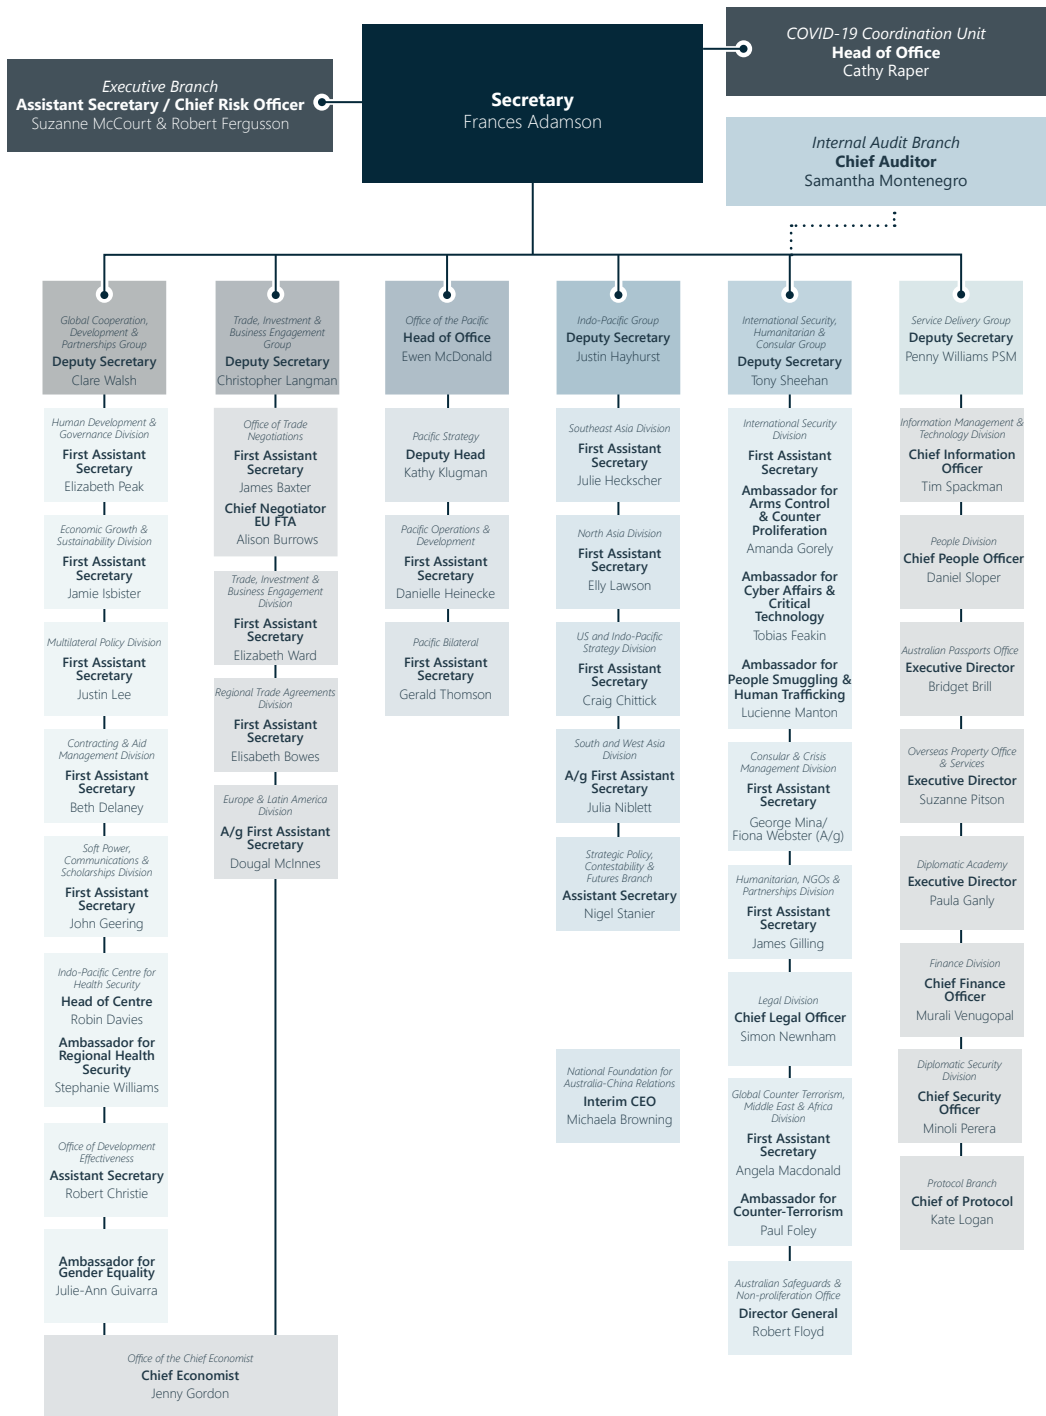 COVID-19 Coordination Unit
Head of Office
Cathy Raper
Executive Branch
Assistant Secretary / Chief Risk Officer
Suzanne McCourt & Robert Fergusson
Secretary
Frances Adamson
Internal Audit Branch
Chief Auditor
Samantha Montenegro
Global Cooperation,
Development &
Partnerships Group
Deputy Secretary
Clare Walsh
Human Development &
Governance Division
First Assistant
Secretary
Elizabeth Peak
Economic Growth &
Sustainability Division
First Assistant
Secretary
Jamie Isbister
Multilateral Policy Division
First Assistant
Secretary
Justin Lee
Contracting & Aid
Management Division
First Assistant
Secretary
Beth Delaney
Soft Power,
Communications &
Scholarships Division
First Assistant
Secretary
John Geering
Indo-Pacific Centre for
Health Security
Head of Centre
Robin Davies
Ambassador for
Regional Health
Security
Stephanie Williams
Office of Development
Effectiveness
Assistant Secretary
Robert Christie
Ambassador for
Gender Equality
Julie-Ann Guivarra
Trade, Investment &
Business Engagement
Group
Deputy Secretary
Christopher Langman
Office of Trade
Negotiations
First Assistant
Secretary
James Baxter
Chief Negotiator
EU FTA
Alison Burrows
Trade, Investment &
Business Engagement
Division
First Assistant
Secretary
Elizabeth Ward
Regional Trade Agreements
Division
First Assistant
Secretary
Elisabeth Bowes
Europe & Latin America
Division
A/g First Assistant
Secretary
Dougal McInnes
Office of the Chief Economist
Chief Economist
Jenny Gordon
Office of the Pacific
Head of Office
Ewen McDonald
Pacific Strategy
Deputy Head
Kathy Klugman
Pacific Operations &
Development
First Assistant
Secretary
Danielle Heinecke
Pacific Bilateral
First Assistant
Secretary
Gerald Thomson
Indo-Pacific Group
Deputy Secretary
Justin Hayhurst
Southeast Asia Division
First Assistant
Secretary
Julie Heckscher
North Asia Division
First Assistant
Secretary
Elly Lawson
US and Indo-Pacific
Strategy Division
First Assistant
Secretary
Craig Chittick
South and West Asia
Division
A/g First Assistant
Secretary
Julia Niblett
Strategic Policy,
Contestability &
Futures Branch
Assistant Secretary
Nigel Stanier
National Foundation for
Australia-China Relations
Interim CEO
Michaela Browning
International Security,
Humanitarian &
Consular Group
Deputy Secretary
Tony Sheehan
International Security
Division
First Assistant
Secretary
Ambassador for
Arms Control
& Counter
Proliferation
Amanda Gorely
Ambassador for
Cyber Affairs &
Critical
Technology
Tobias Feakin
Ambassador for
People Smuggling &
Human Trafficking
Lucienne Manton
Consular & Crisis
Management Division
First Assistant
Secretary
George Mina/
Fiona Webster (A/g)
Humanitarian, NGOs &
Partnerships Division
First Assistant
Secretary
James Gilling
Legal Division
Chief Legal Officer
Simon Newnham
Global Counter Terrorism,
Middle East & Africa
Division
First Assistant
Secretary
Angela Macdonald
Ambassador for
Counter-Terrorism
Paul Foley
Australian Safeguards &
Non-proliferation Office
Director General
Robert Floyd
Service Delivery Group
Deputy Secretary
Penny Williams PSM
Information Management &
Technology Division
Chief Information
Officer
Tim Spackman
People Division
Chief People Officer
Daniel Sloper
Australian Passports Office
Executive Director
Bridget Brill
Overseas Property Office
& Services
Executive Director
Suzanne Pitson
Diplomatic Academy
Executive Director
Paula Ganly
Finance Division
Chief Finance
Officer
Murali Venugopal
Diplomatic Security
Division
Chief Security
Officer
Minoli Perera
Protocol Branch
Chief of Protocol
Kate Logan